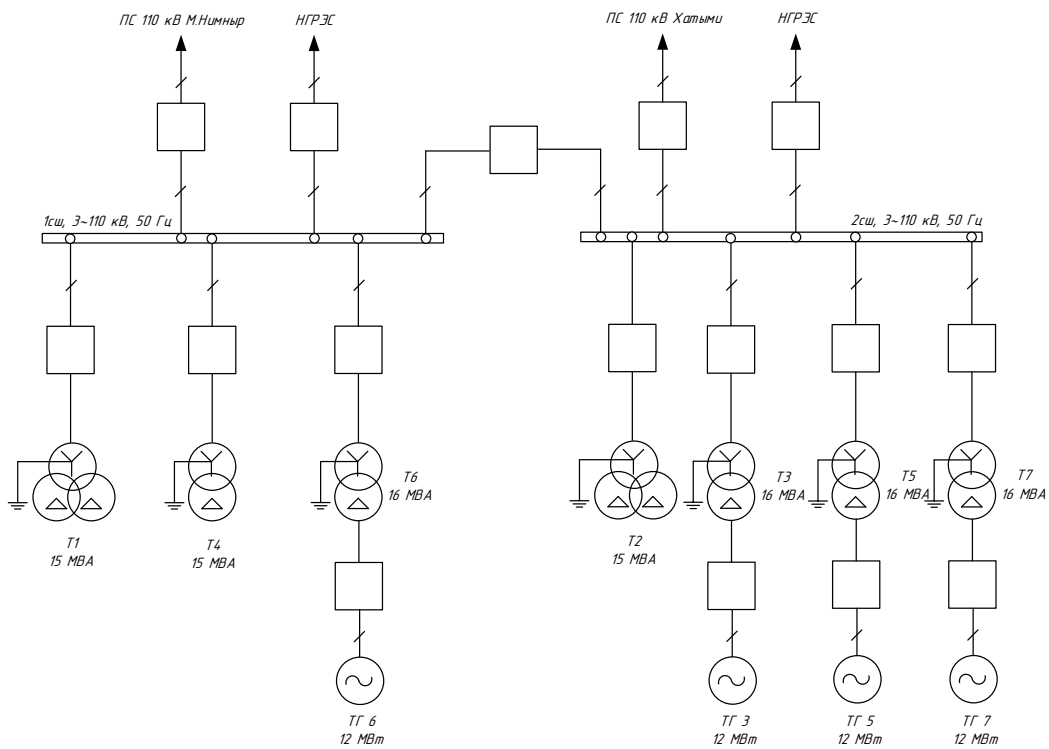 ПС 110 кВ М.Нимныр
НГРЭС
ПС 110 кВ Хатыми
НГРЭС
1сш, 3~110 кВ, 50 Гц
2сш, 3~110 кВ, 50 Гц
Т1
15 МВА
Т4
15 МВА
Т6
16 МВА
Т2
15 МВА
Т3
16 МВА
Т5
16 МВА
Т7
16 МВА
ТГ 6
12 МВт
ТГ 3
12 МВт
ТГ 5
12 МВт
ТГ 7
12 МВт